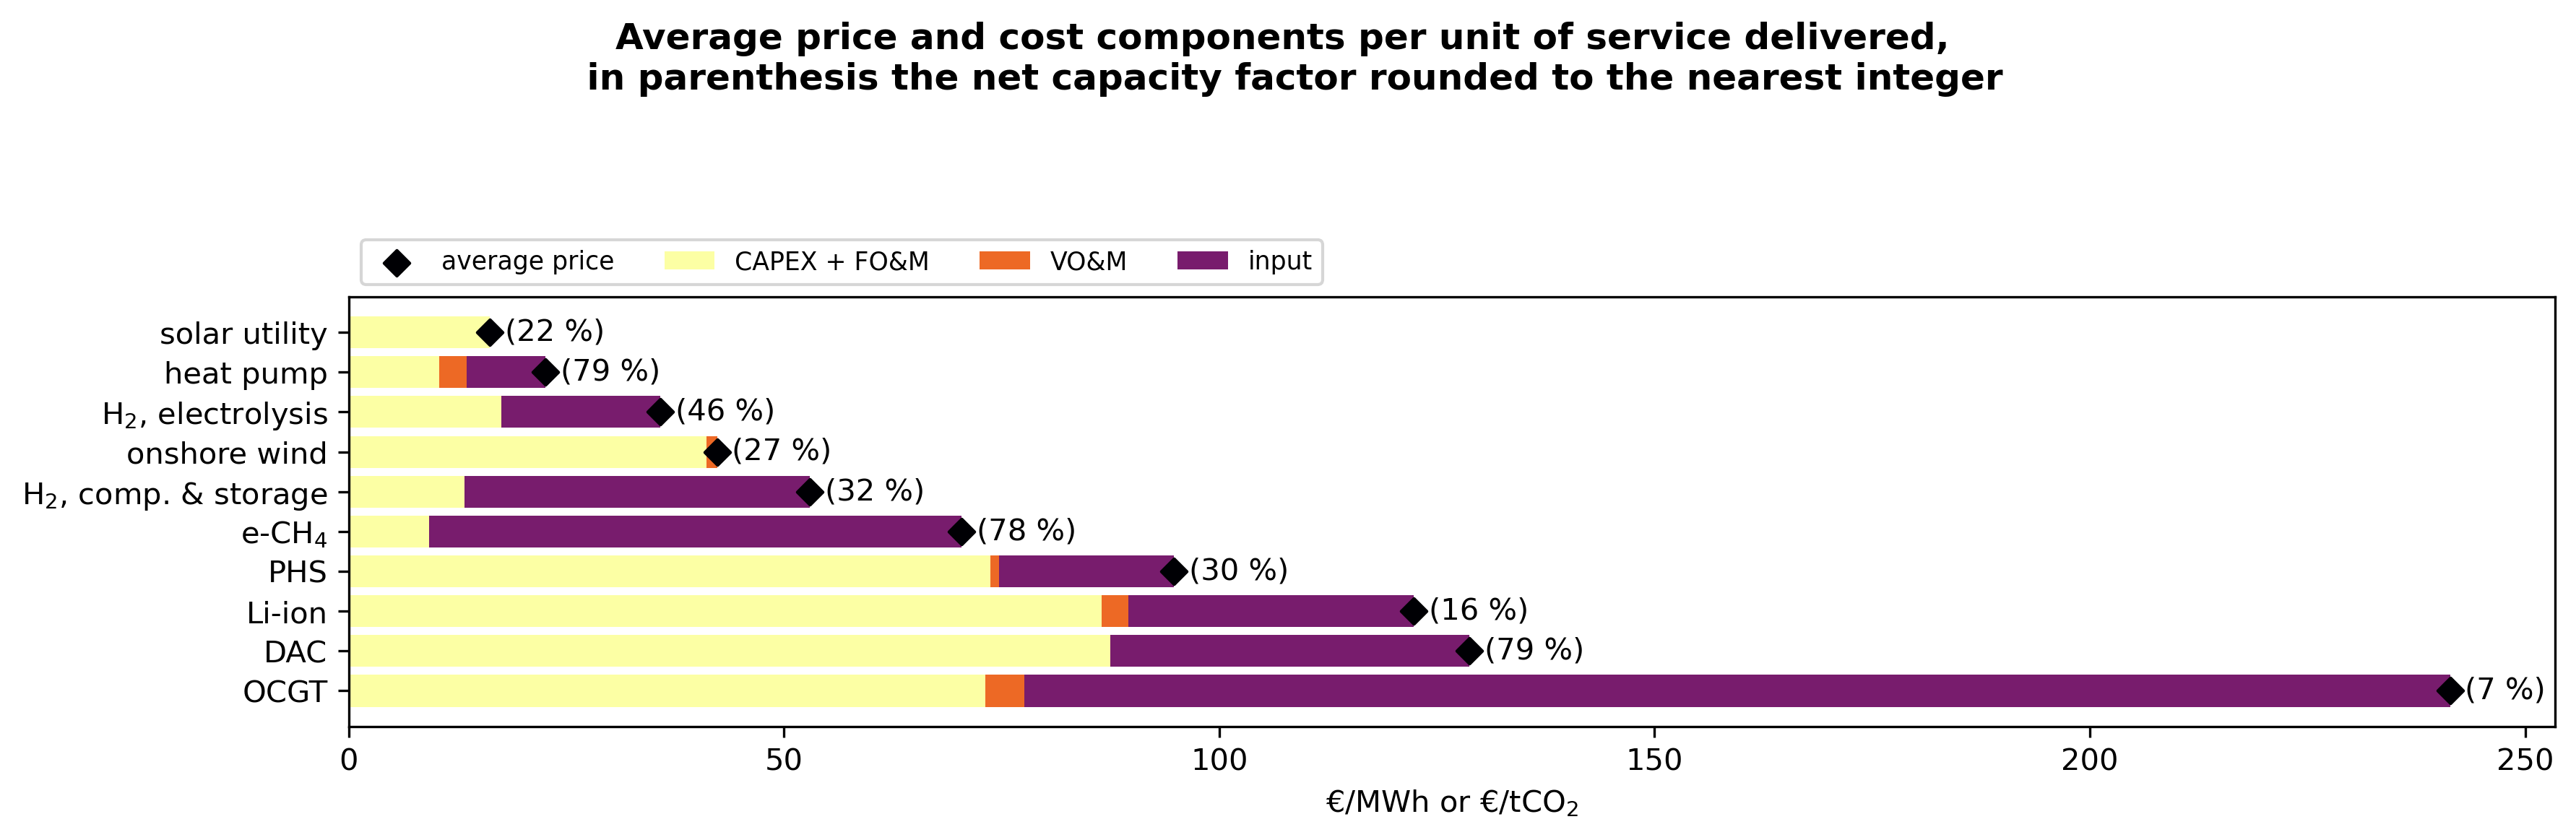 Average price and cost components per unit of service delivered,
in parenthesis the net capacity factor rounded to the nearest integer
average price CAPEX + FO&M VO&M input
solar utility (22 %)
heat pump (79 %)
H₂, electrolysis (46 %)
onshore wind (27 %)
H₂, comp. & storage (32 %)
e-CH₄ (78 %)
PHS (30 %)
Li-ion (16 %)
DAC (79 %)
OCGT (7 %)
0 50 100 150 200 250
€/MWh or €/tCO₂